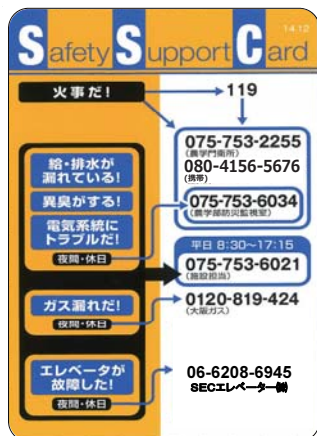 14.12
Safety Support Card
火事だ!
119
075-753-2255
(農学門衛所)
080-4156-5676
(携帯)
給・排水が
漏れている!
異臭がする!
電気系統に
トラブルだ!
夜間・休日
075-753-6034
(農学部防災監視室)
平日 8:30～17:15
075-753-6021
(施設担当)
ガス漏れだ!
夜間・休日
0120-819-424
(大阪ガス)
エレベータが
故障した!
夜間・休日
06-6208-6945
SECエレベーター㈱